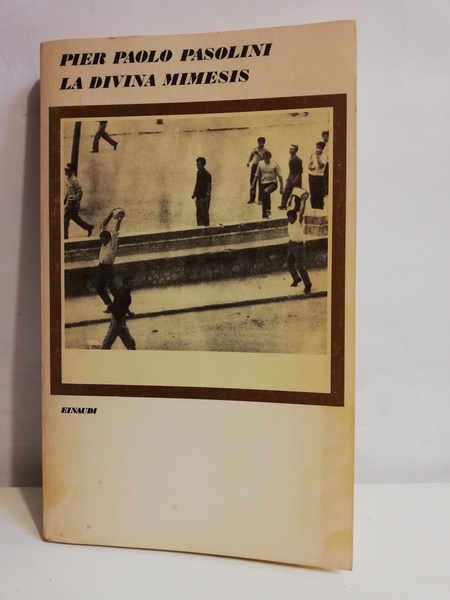 PIER PAOLO PASOLINI
LA DIVINA MIMESIS
EINAUDI